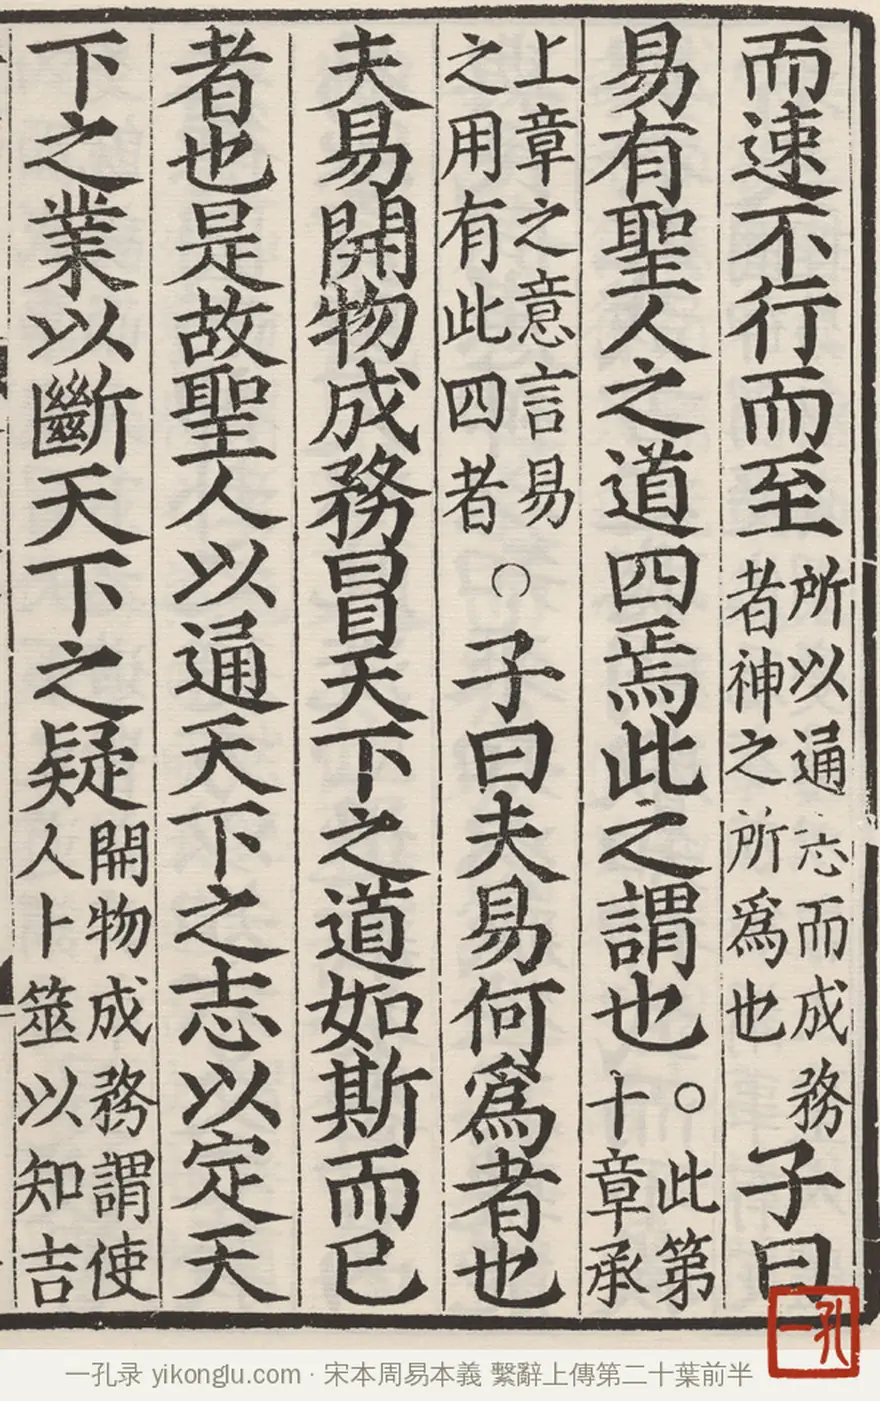 而速不行而至所以通志而成務者神之所爲也子曰
易有聖人之道四焉此之謂也○此第十章承
上章之意言易之用有此四者○子曰夫易何爲者也
夫易開物成務冒天下之道如斯而已
者也是故聖人以通天下之志以定天
下之業以斷天下之疑開物成務謂使人卜筮以知吉
一孔
一孔录 yikonglu.com · 宋本周易本義 繫辭上傳第二十葉前半